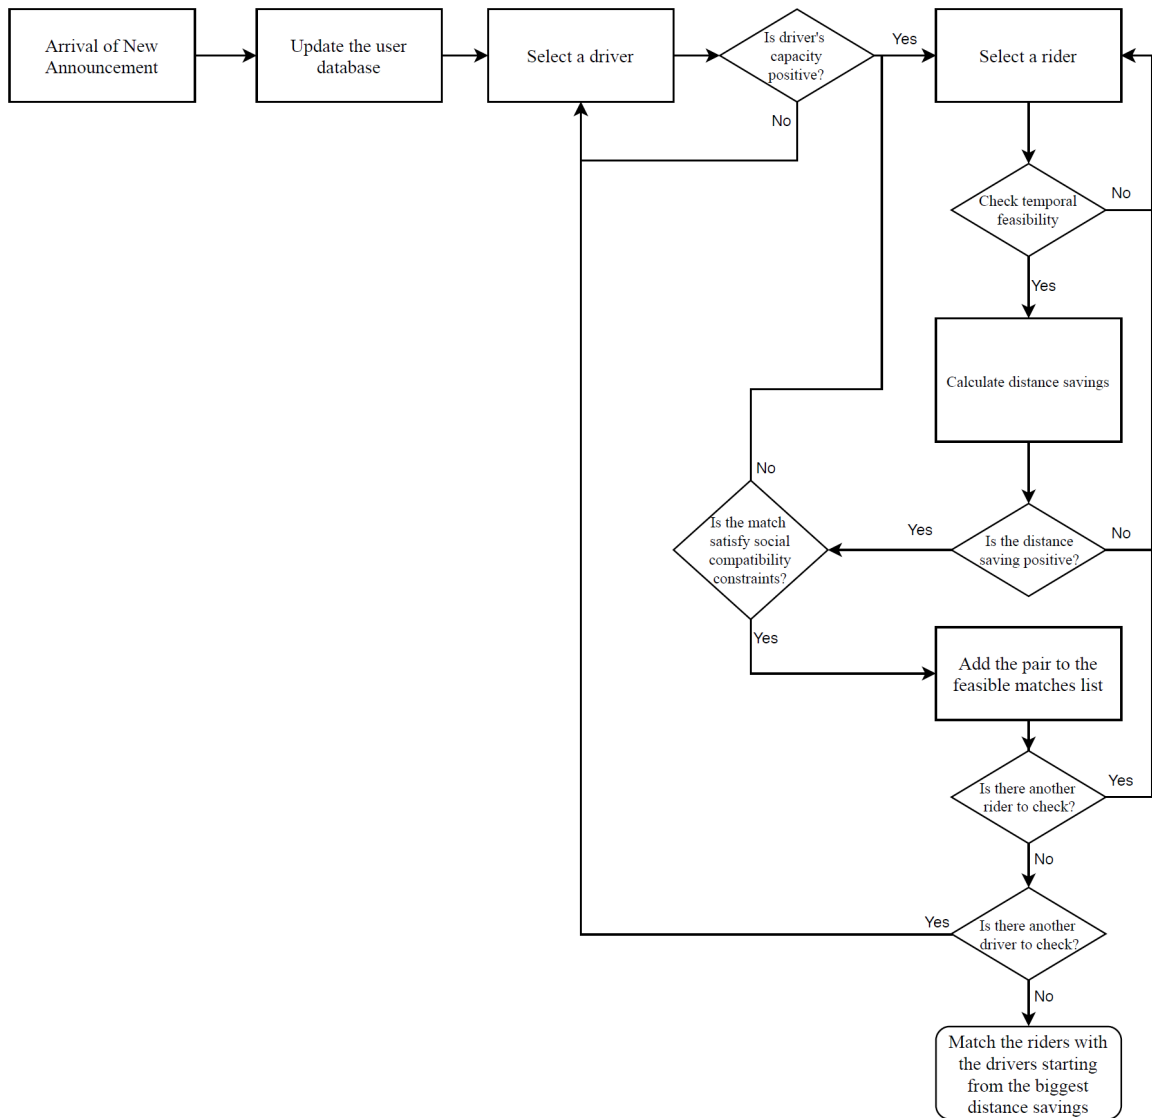 Arrival of New
Announcement
Update the user
database
Select a driver
Is driver's
capacity
positive?
Yes
No
Select a rider
Check temporal
feasibility
No
Yes
Calculate distance savings
Is the distance
saving positive?
No
Yes
Is the match
satisfy social
compatibility
constraints?
No
Yes
Add the pair to the
feasible matches list
Is there another
rider to check?
Yes
No
Is there another
driver to check?
Yes
No
Match the riders with
the drivers starting
from the biggest
distance savings